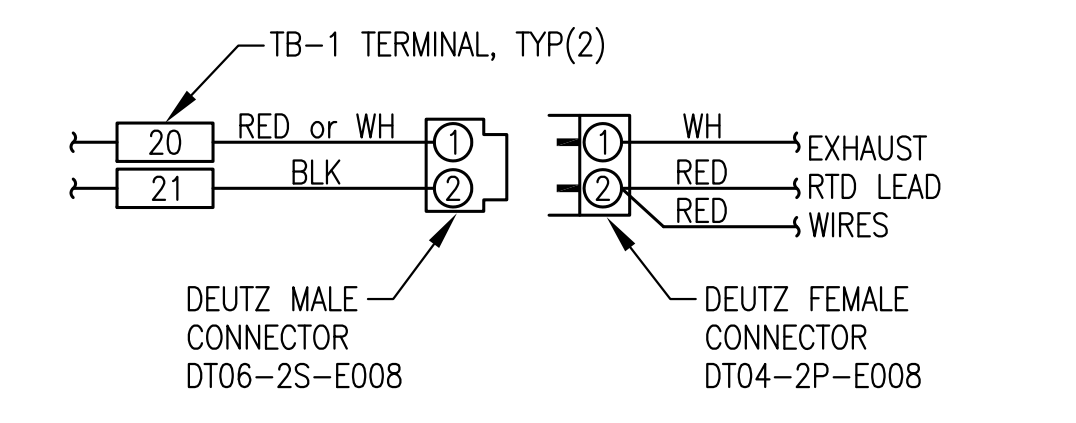 TB-1 TERMINAL, TYP(2)
20 RED or WH 1
21 BLK 2
1 WH EXHAUST
2 RED RTD LEAD
RED WIRES
DEUTZ MALE
CONNECTOR
DT06-2S-E008
DEUTZ FEMALE
CONNECTOR
DT04-2P-E008